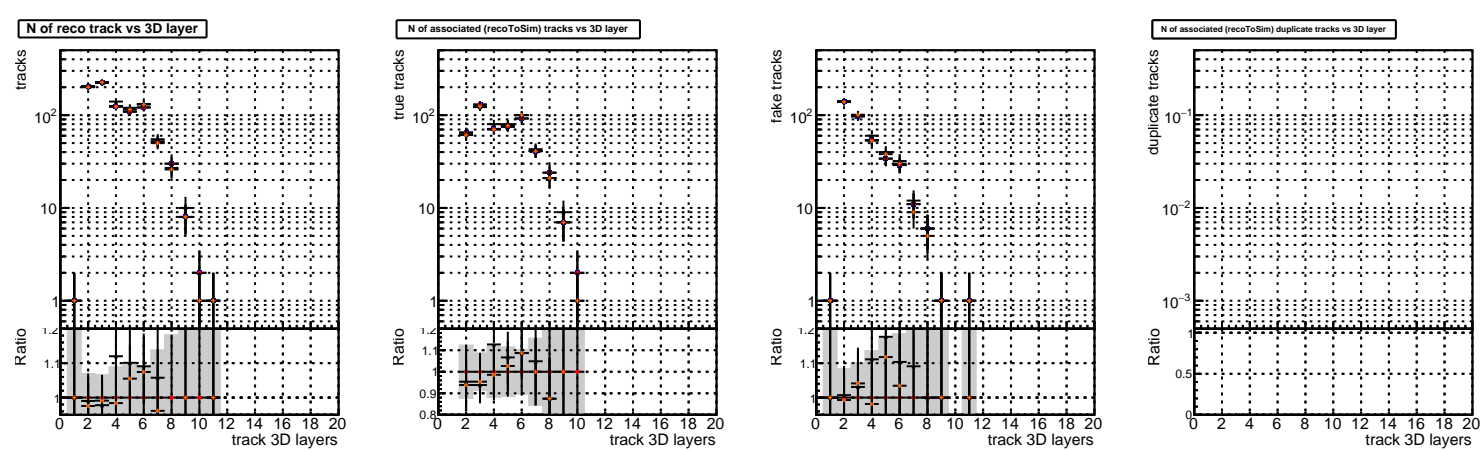 N of reco track vs 3D layer
tracks
10²
10
1
Ratio
1.2
1.1
1
0 2 4 6 8 10 12 14 16 18 20
track 3D layers
N of associated (recoToSim) tracks vs 3D layer
true tracks
10²
10
1
Ratio
1.2
1.1
1
0.9
0.8
0 2 4 6 8 10 12 14 16 18 20
track 3D layers
fake tracks
10²
10
1
Ratio
1.2
1.1
1
0 2 4 6 8 10 12 14 16 18 20
track 3D layers
N of associated (recoToSim) duplicate tracks vs 3D layer
duplicate tracks
10⁻¹
10⁻²
10⁻³
Ratio
1
0.5
0
0 2 4 6 8 10 12 14 16 18 20
track 3D layers